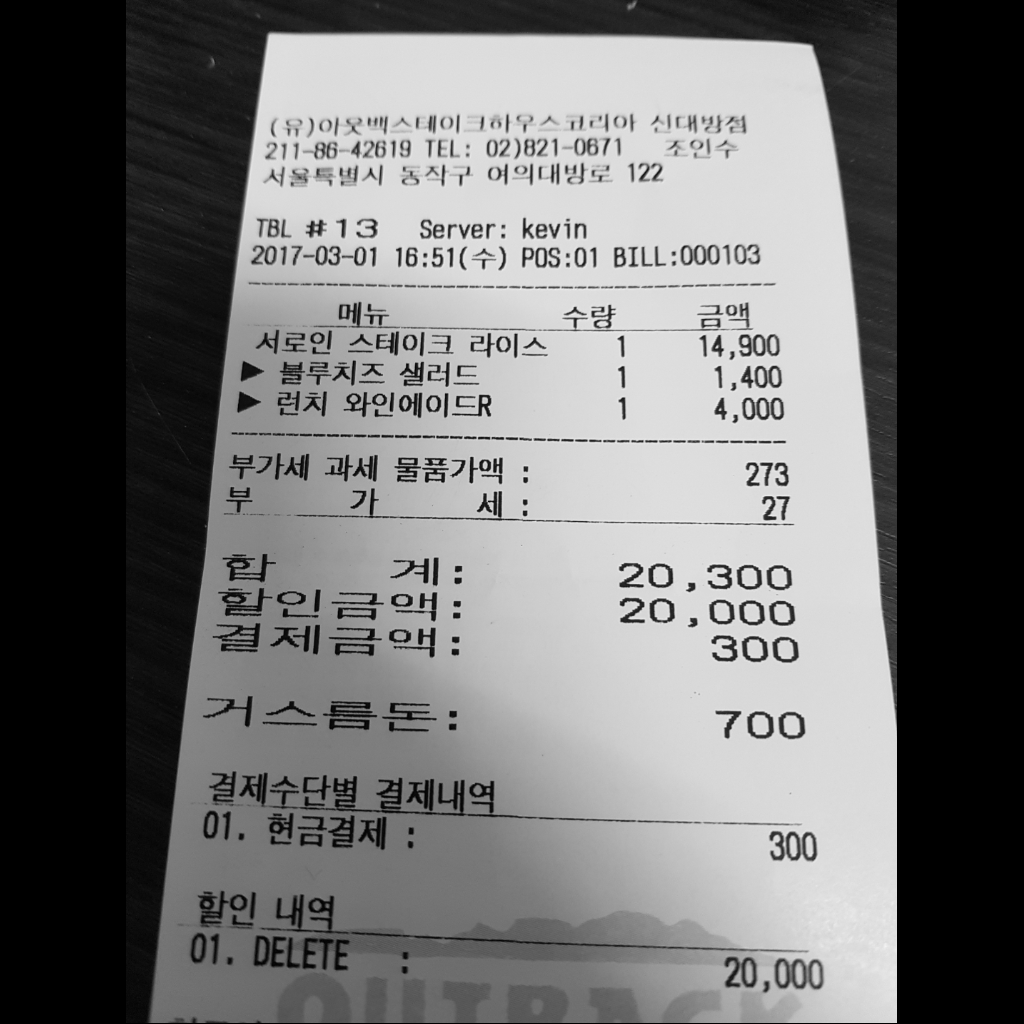 (유)아웃백스테이크하우스코리아 신대방점
211-86-42619 TEL: 02)821-0671 조인수
서울특별시 동작구 여의대방로 122
TBL #13 Server: kevin
2017-03-01 16:51(수) POS:01 BILL:000103
메뉴 수량 금액
서로인 스테이크 라이스 1 14,900
▶ 블루치즈 샐러드 1 1,400
▶ 런치 와인에이드R 1 4,000
부가세 과세 물품가액 : 273
부 가 세 : 27
합 계: 20,300
할인금액: 20,000
결제금액: 300
거스름돈: 700
결제수단별 결제내역
01. 현금결제 : 300
할인 내역
01. DELETE : 20,000
OUTBACK